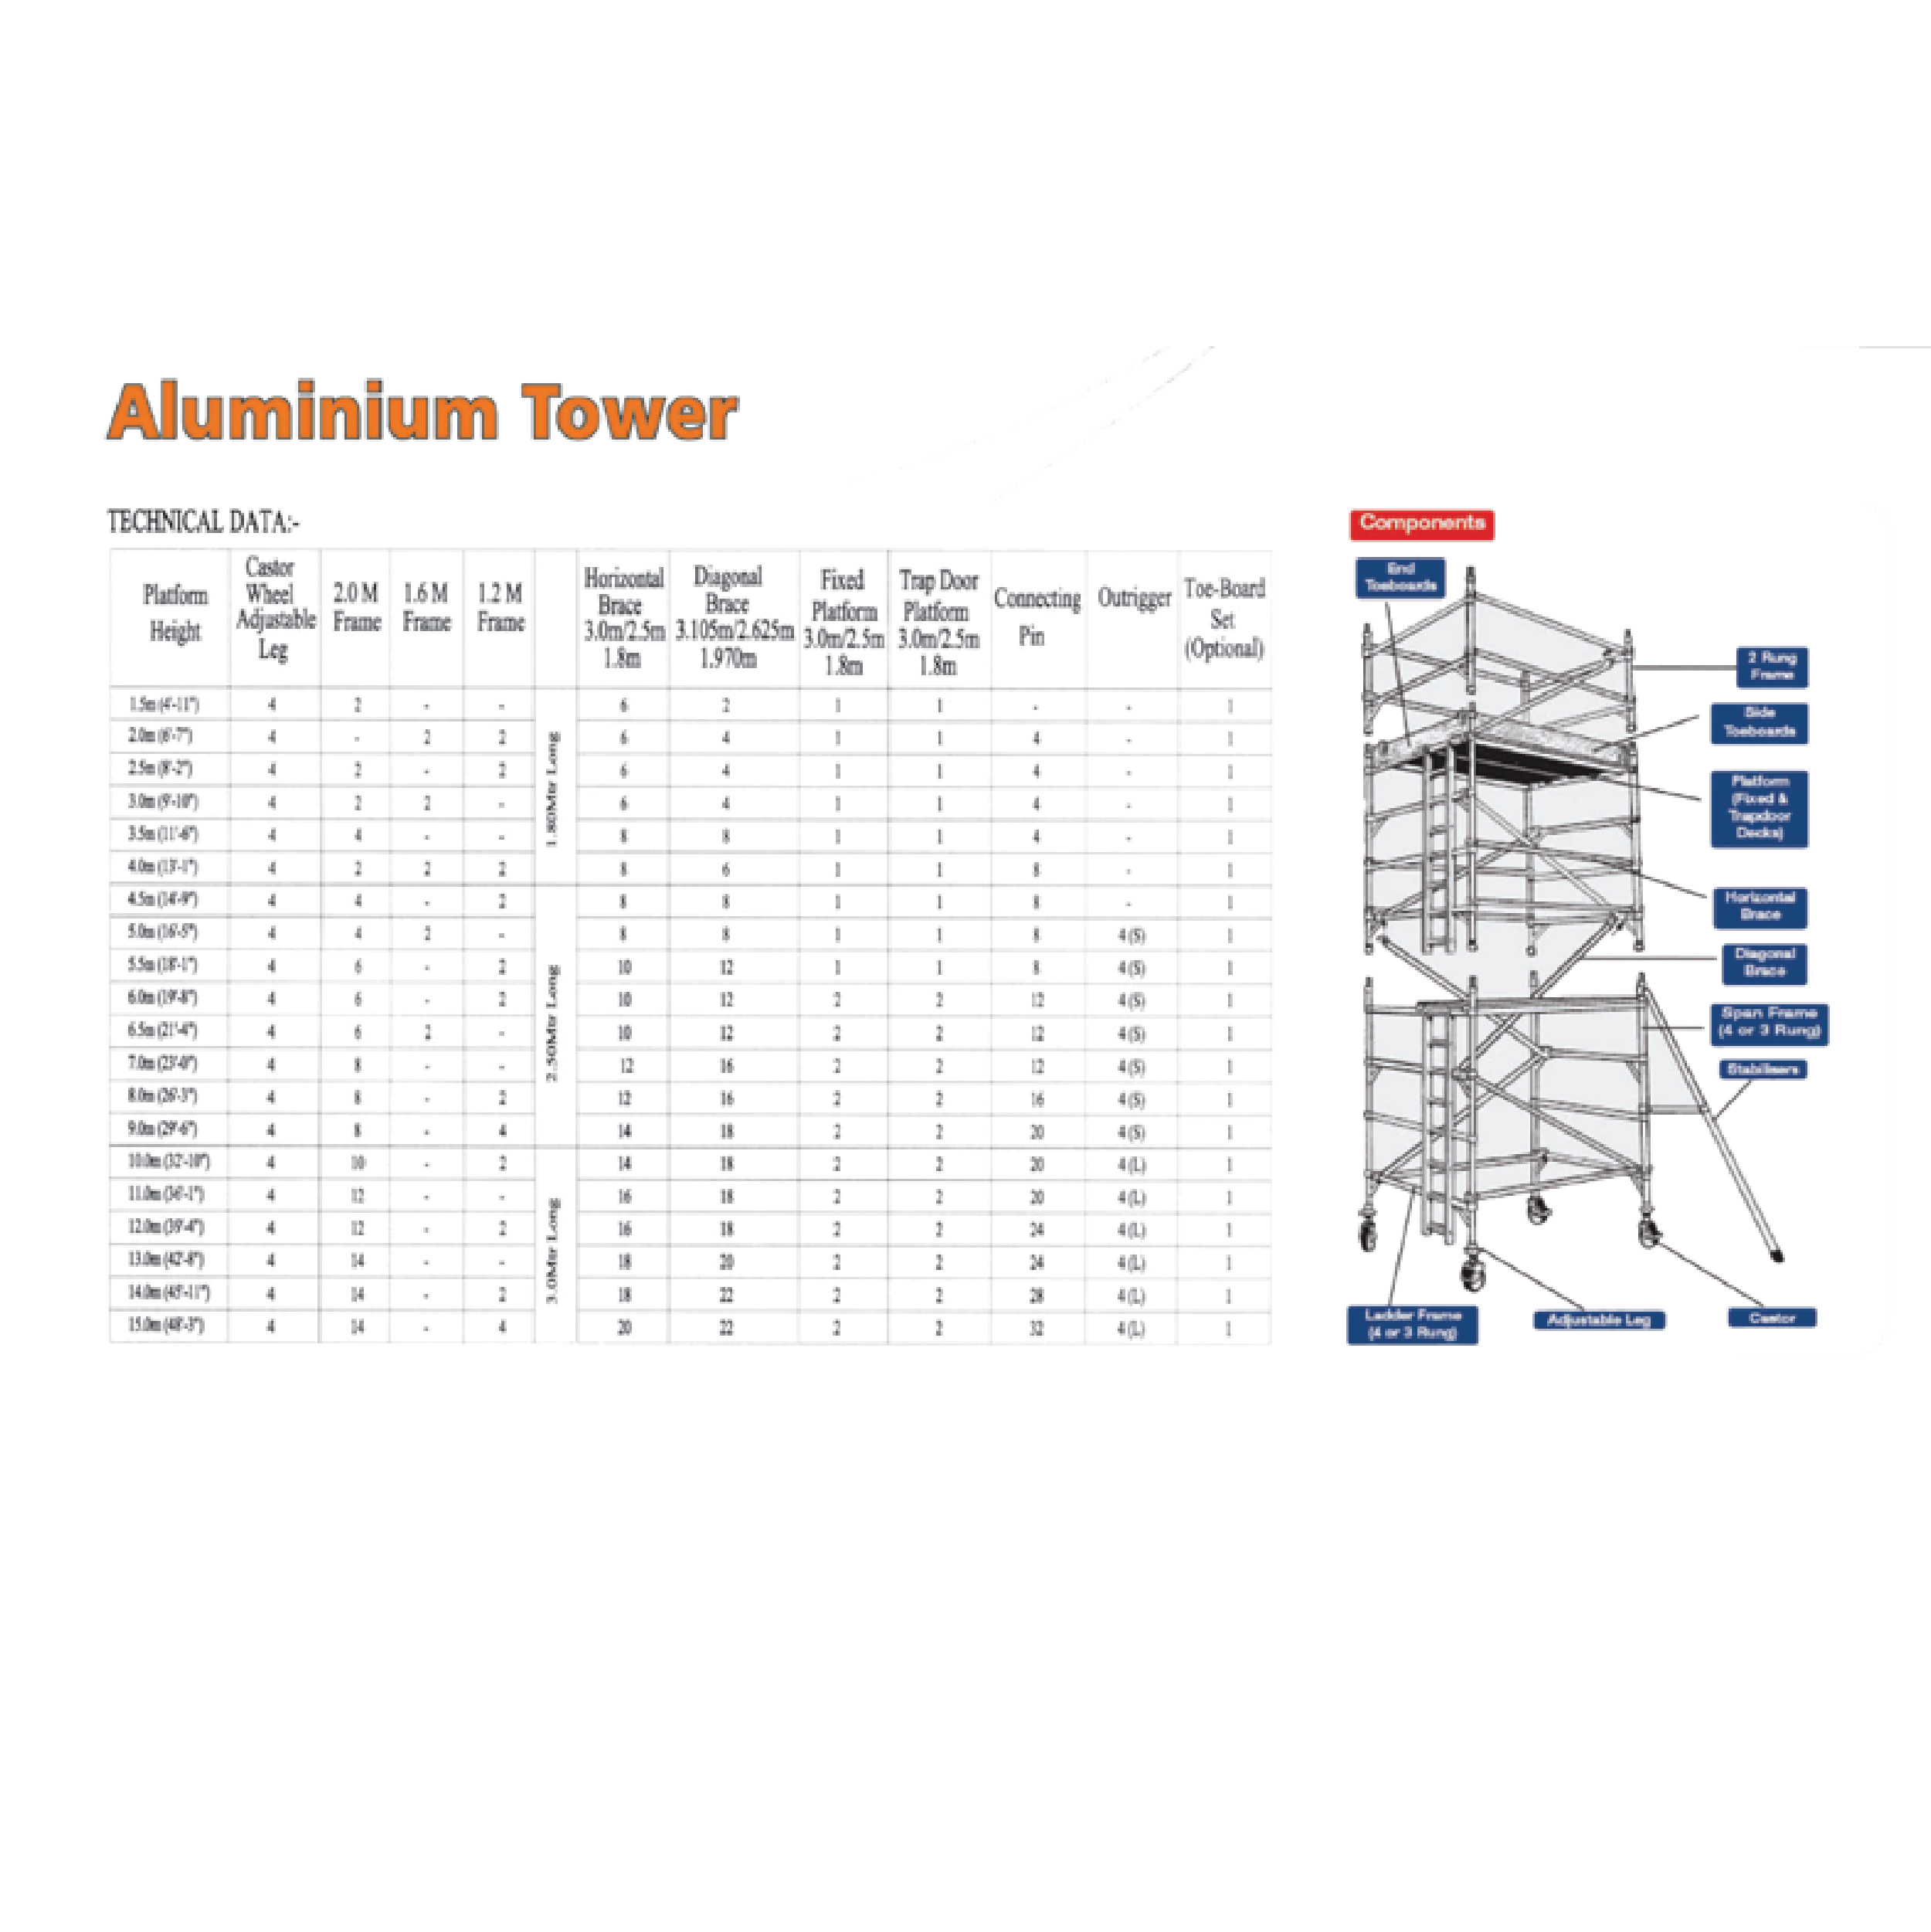 Aluminium Tower
TECHNICAL DATA:-
Platform Height Castor Wheel Adjustable Leg 2.0 M Frame 1.6 M Frame 1.2 M Frame Horizontal Brace 3.0m/2.5m 1.8m Diagonal Brace 3.105m/2.625m 1.970m Fixed Platform 3.0m/2.5m 1.8m Trap Door Platform 3.0m/2.5m 1.8m Connecting Pin Outrigger Toe-Board Set (Optional)
1.80Mtr Long
1.5m (4'-11") 4 2 - - 6 2 1 1 - - 1
2.0m (6'-7") 4 - 2 2 6 4 1 1 4 - 1
2.5m (8'-2") 4 2 - 2 6 4 1 1 4 - 1
3.0m (9'-10") 4 2 2 - 6 4 1 1 4 - 1
3.5m (11'-6") 4 4 - - 8 8 1 1 4 - 1
4.0m (13'-1") 4 2 2 2 8 6 1 1 8 - 1
2.50Mtr Long
4.5m (14'-9") 4 4 - 2 8 8 1 1 8 - 1
5.0m (16'-5") 4 4 2 - 8 8 1 1 8 4 (S) 1
5.5m (18'-1") 4 6 - 2 10 12 1 1 8 4 (S) 1
6.0m (19'-8") 4 6 - 2 10 12 2 2 12 4 (S) 1
6.5m (21'-4") 4 6 2 - 10 12 2 2 12 4 (S) 1
7.0m (23'-0") 4 8 - - 12 16 2 2 12 4 (S) 1
8.0m (26'-3") 4 8 - 2 12 16 2 2 16 4 (S) 1
9.0m (29'-6") 4 8 - 4 14 18 2 2 20 4 (S) 1
3.0Mtr Long
10.0m (32'-10") 4 10 - 2 14 18 2 2 20 4 (L) 1
11.0m (36'-1") 4 12 - - 16 18 2 2 20 4 (L) 1
12.0m (39'-4") 4 12 - 2 16 18 2 2 24 4 (L) 1
13.0m (42'-8") 4 14 - - 18 20 2 2 24 4 (L) 1
14.0m (45'-11") 4 14 - 2 18 22 2 2 28 4 (L) 1
15.0m (48'-3") 4 14 - 4 20 22 2 2 32 4 (L) 1
Components
End
Toeboards
2 Rung
Frame
Side
Toeboards
Platform
(Fixed &
Trapdoor
Decks)
Horizontal
Brace
Diagonal
Brace
Span Frame
(4 or 3 Rung)
Stabilisers
Ladder Frame
(4 or 3 Rung)
Adjustable Leg
Castor